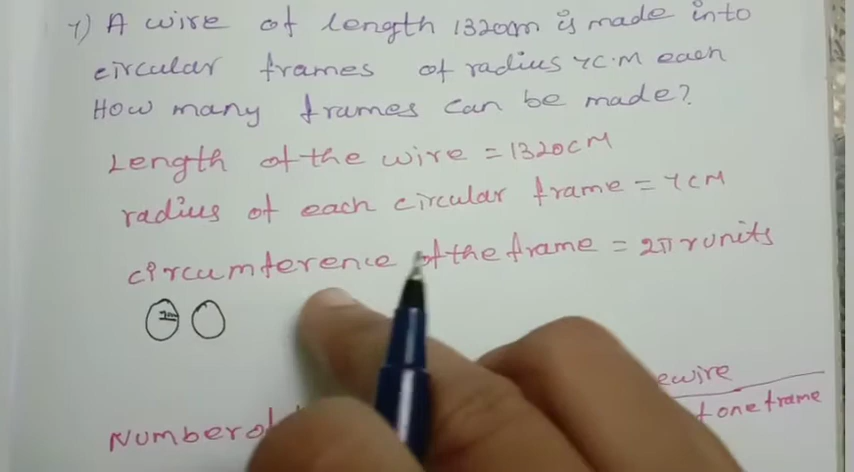 7) A wire of length 1320cm is made into
circular frames of radius 7C.M each
How many frames can be made?
Length of the wire = 1320CM
radius of each circular frame = 7CM
circumference of the frame = 2πr units
ewire
Number of
one frame